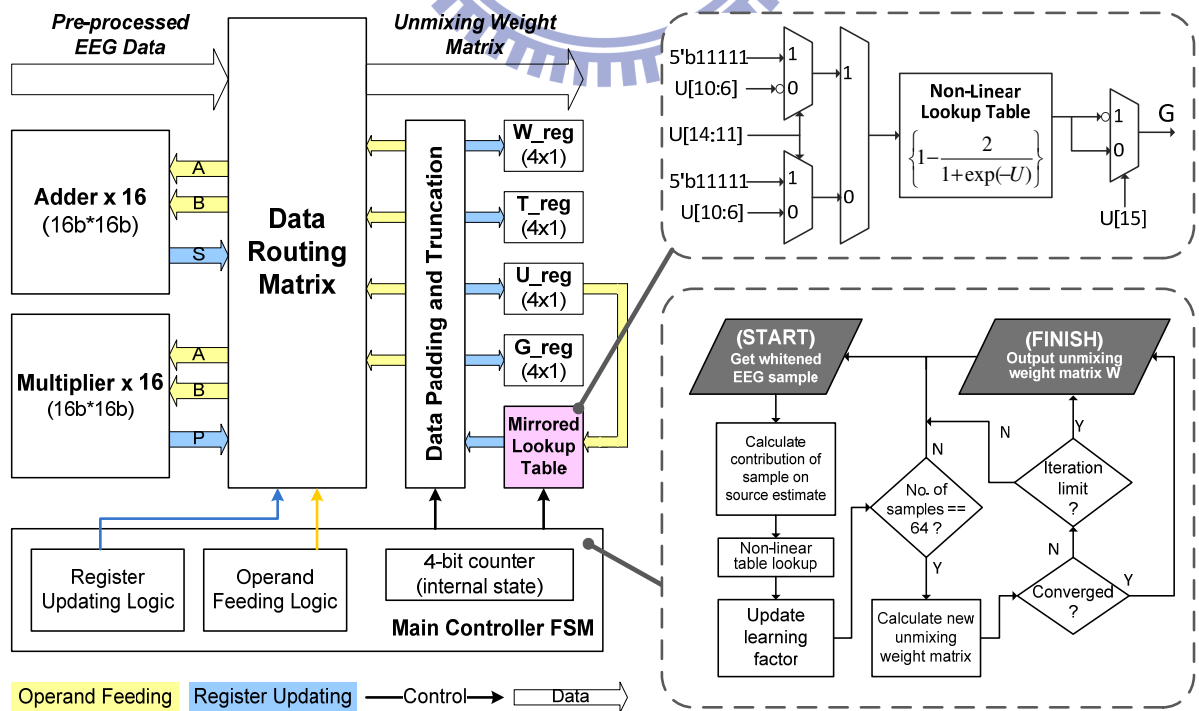 Pre-processed
EEG Data
Unmixing Weight
Matrix
Adder x 16
(16b*16b)
A
B
S
Multiplier x 16
(16b*16b)
A
B
P
Data
Routing
Matrix
Data Padding and Truncation
W_reg
(4x1)
T_reg
(4x1)
U_reg
(4x1)
G_reg
(4x1)
Mirrored
Lookup
Table
Register
Updating Logic
Operand
Feeding Logic
4-bit counter
(internal state)
Main Controller FSM
Operand Feeding
Register Updating
Control
Data
5'b11111
U[10:6]
U[14:11]
5'b11111
U[10:6]
1
0
1
0
1
0
Non-Linear
Lookup Table
{1- 2 / 1+exp(-U)}
1
0
G
U[15]
(START)
Get whitened
EEG sample
(FINISH)
Output unmixing
weight matrix W
Calculate
contribution of
sample on
source estimate
Non-linear
table lookup
Update
learning
factor
No. of
samples ==
64 ?
N
Y
Calculate new
unmixing
weight matrix
Converged
?
N
Y
Iteration
limit
?
N
Y